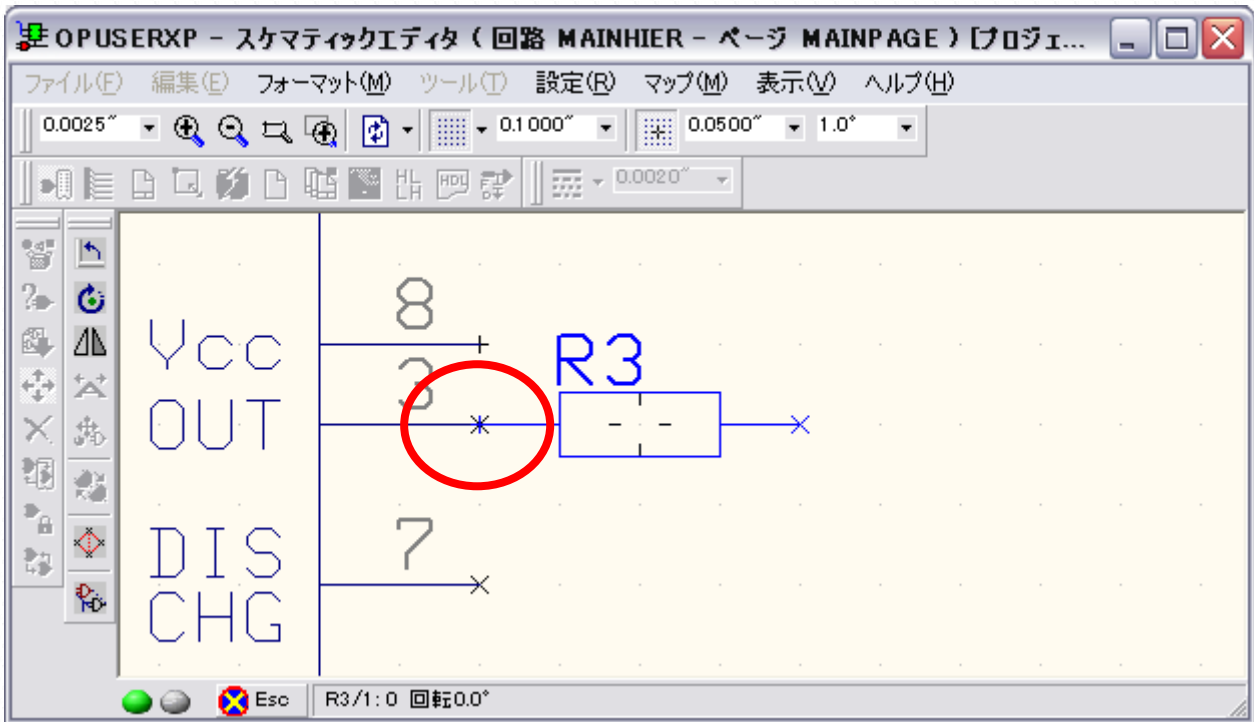 OPUSERXP - スケマティックエディタ ( 回路 MAINHIER - ページ MAINPAGE ) [プロジェ...
ファイル(F) 編集(E) フォーマット(M) ツール(T) 設定(R) マップ(M) 表示(V) ヘルプ(H)
0.0025" 0.1000" 0.0500" 1.0°
HL
LH
HDL
0.0020"
8
Vcc
R3
3
OUT
7
DIS
CHG
Esc R3/1:0 回転0.0°